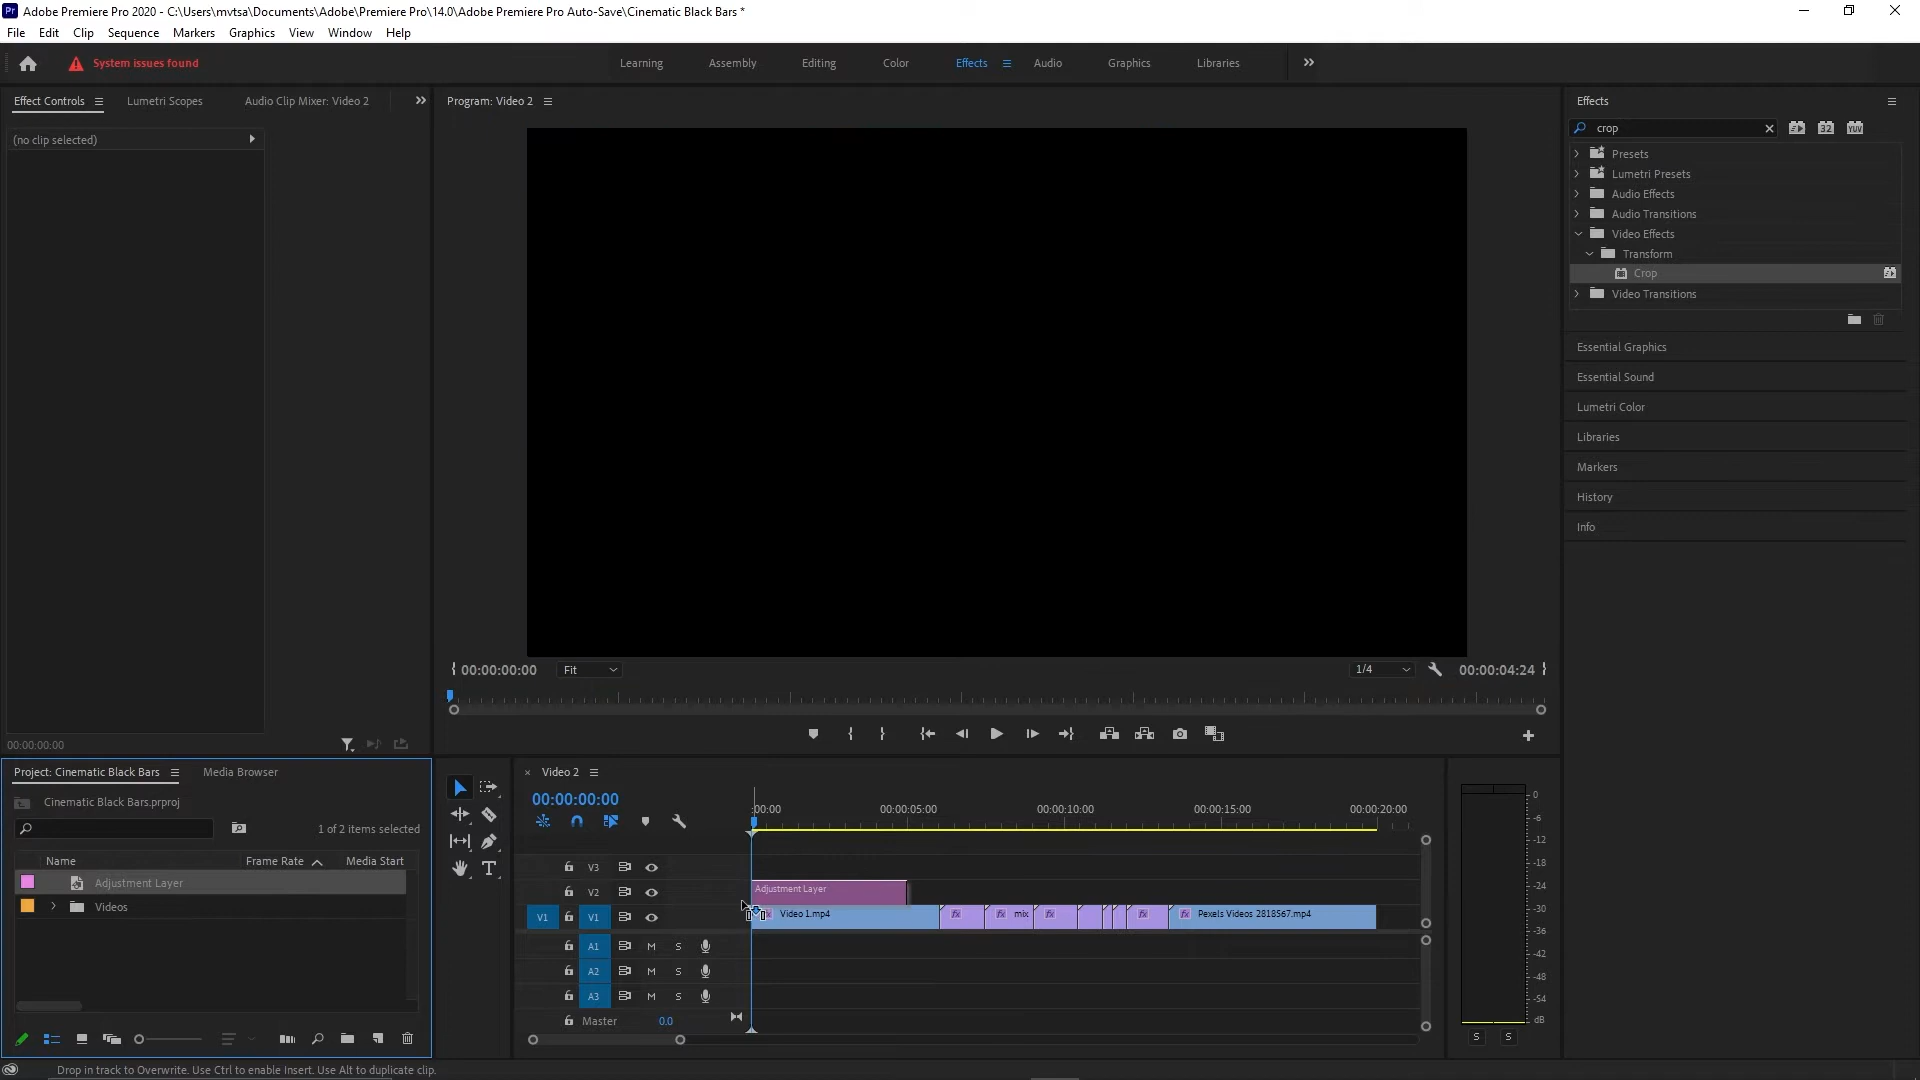 Adobe Premiere Pro 2020 - C:\Users\mvtsa\Documents\Adobe\Premiere Pro\14.0\Adobe Premiere Pro Auto-Save\Cinematic Black Bars *
File Edit Clip Sequence Markers Graphics View Window Help
System issues found
Learning Assembly Editing Color Effects Audio Graphics Libraries
Effect Controls Lumetri Scopes Audio Clip Mixer: Video 2
(no clip selected)
00:00:00:00
Program: Video 2
00:00:00:00 Fit 1/4 00:00:04:24
Effects
crop
32 YUV
Presets
Lumetri Presets
Audio Effects
Audio Transitions
Video Effects
Transform
Crop
Video Transitions
Essential Graphics
Essential Sound
Lumetri Color
Libraries
Markers
History
Info
Project: Cinematic Black Bars Media Browser
Cinematic Black Bars.prproj
1 of 2 items selected
Name Frame Rate Media Start
Adjustment Layer
Videos
Video 2
00:00:00:00
:00:00 00:00:05:00 00:00:10:00 00:00:15:00 00:00:20:00
V3
V2 Adjustment Layer
V1 V1 Video 1.mp4 fx fx mix fx fx fx Pexels Videos 2818567.mp4
A1 M S
A2 M S
A3 M S
Master 0.0
0
-6
-12
-18
-24
-30
-36
-42
-48
-54
dB
S S
Drop in track to Overwrite. Use Ctrl to enable Insert. Use Alt to duplicate clip.